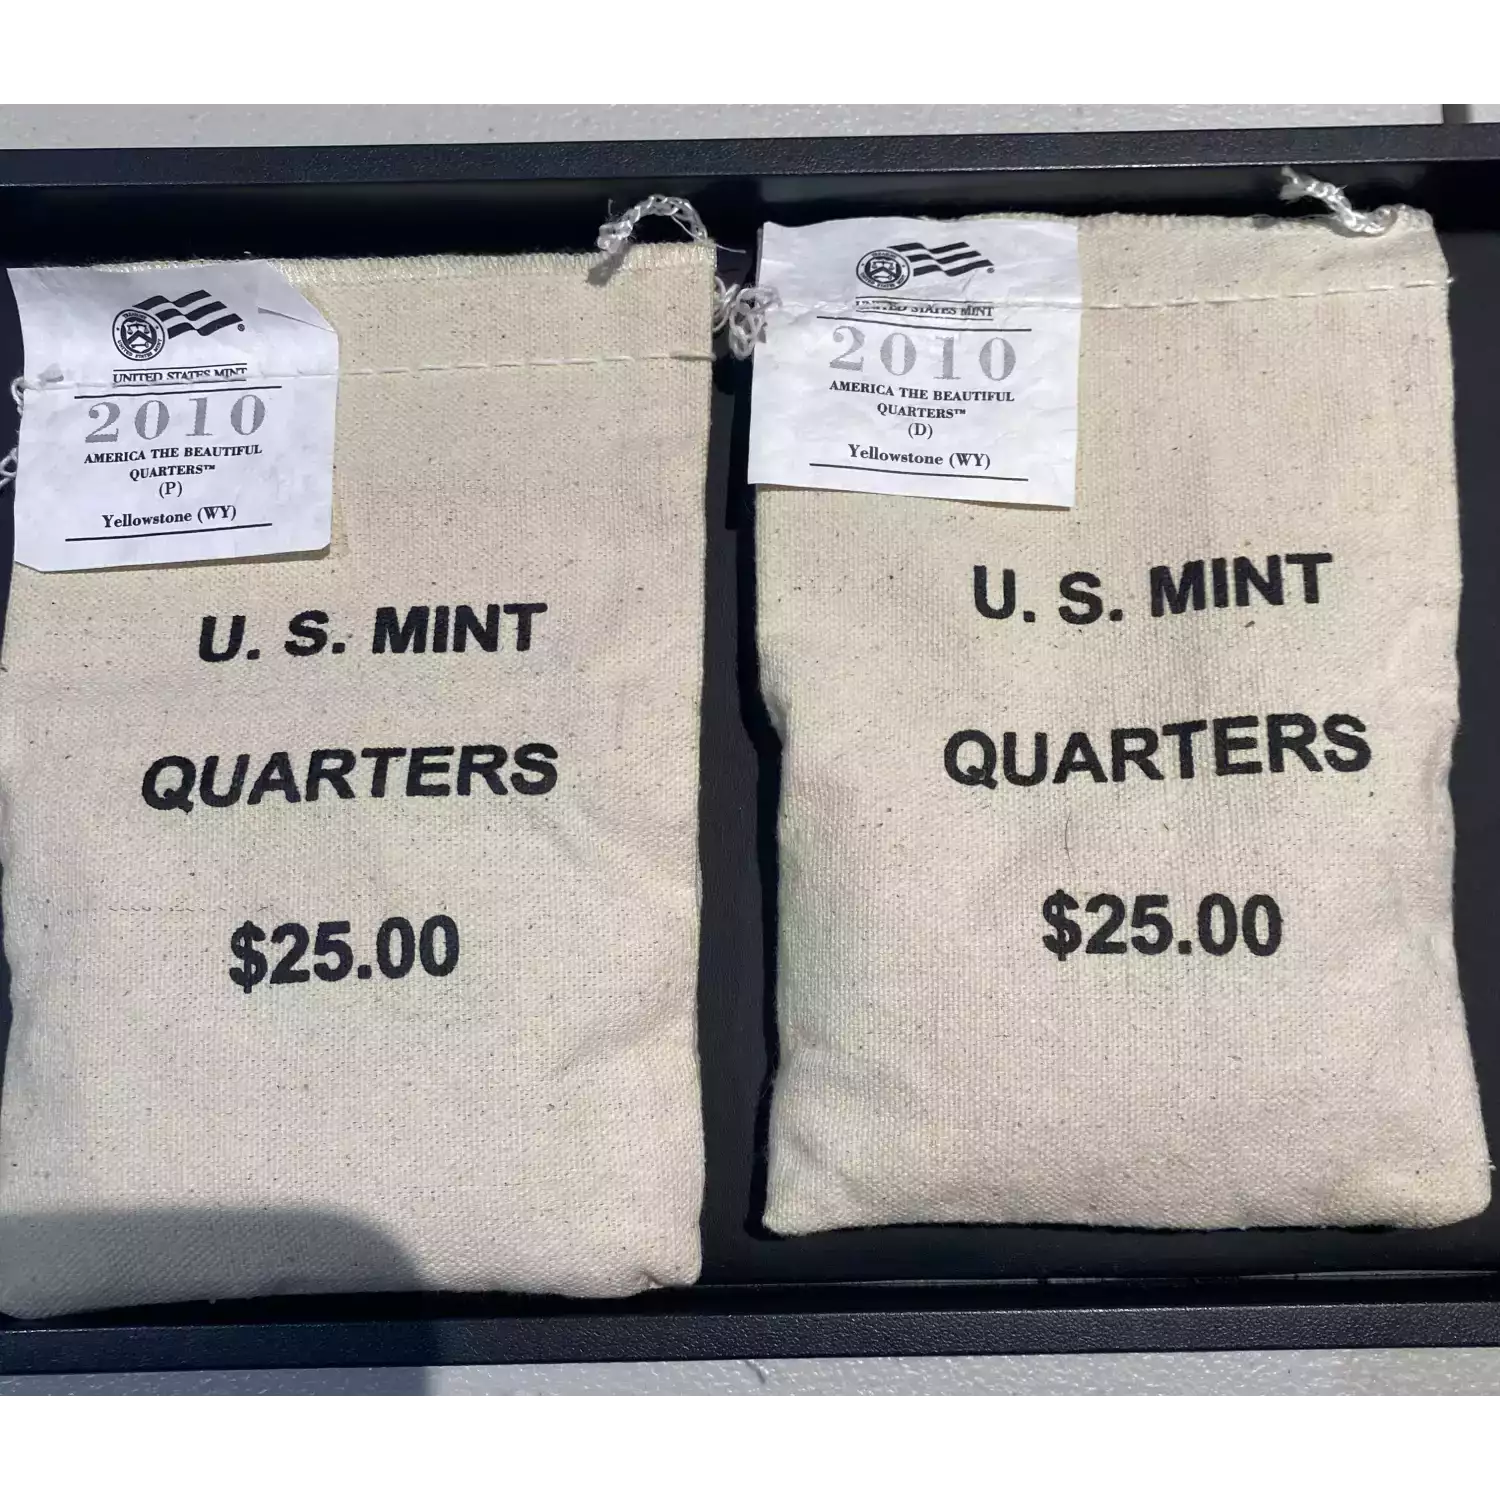 UNITED STATES MINT
2010
AMERICA THE BEAUTIFUL
QUARTERS™
(P)
Yellowstone (WY)
U. S. MINT
QUARTERS
$25.00
UNITED STATES MINT
2010
AMERICA THE BEAUTIFUL
QUARTERS™
(D)
Yellowstone (WY)
U. S. MINT
QUARTERS
$25.00